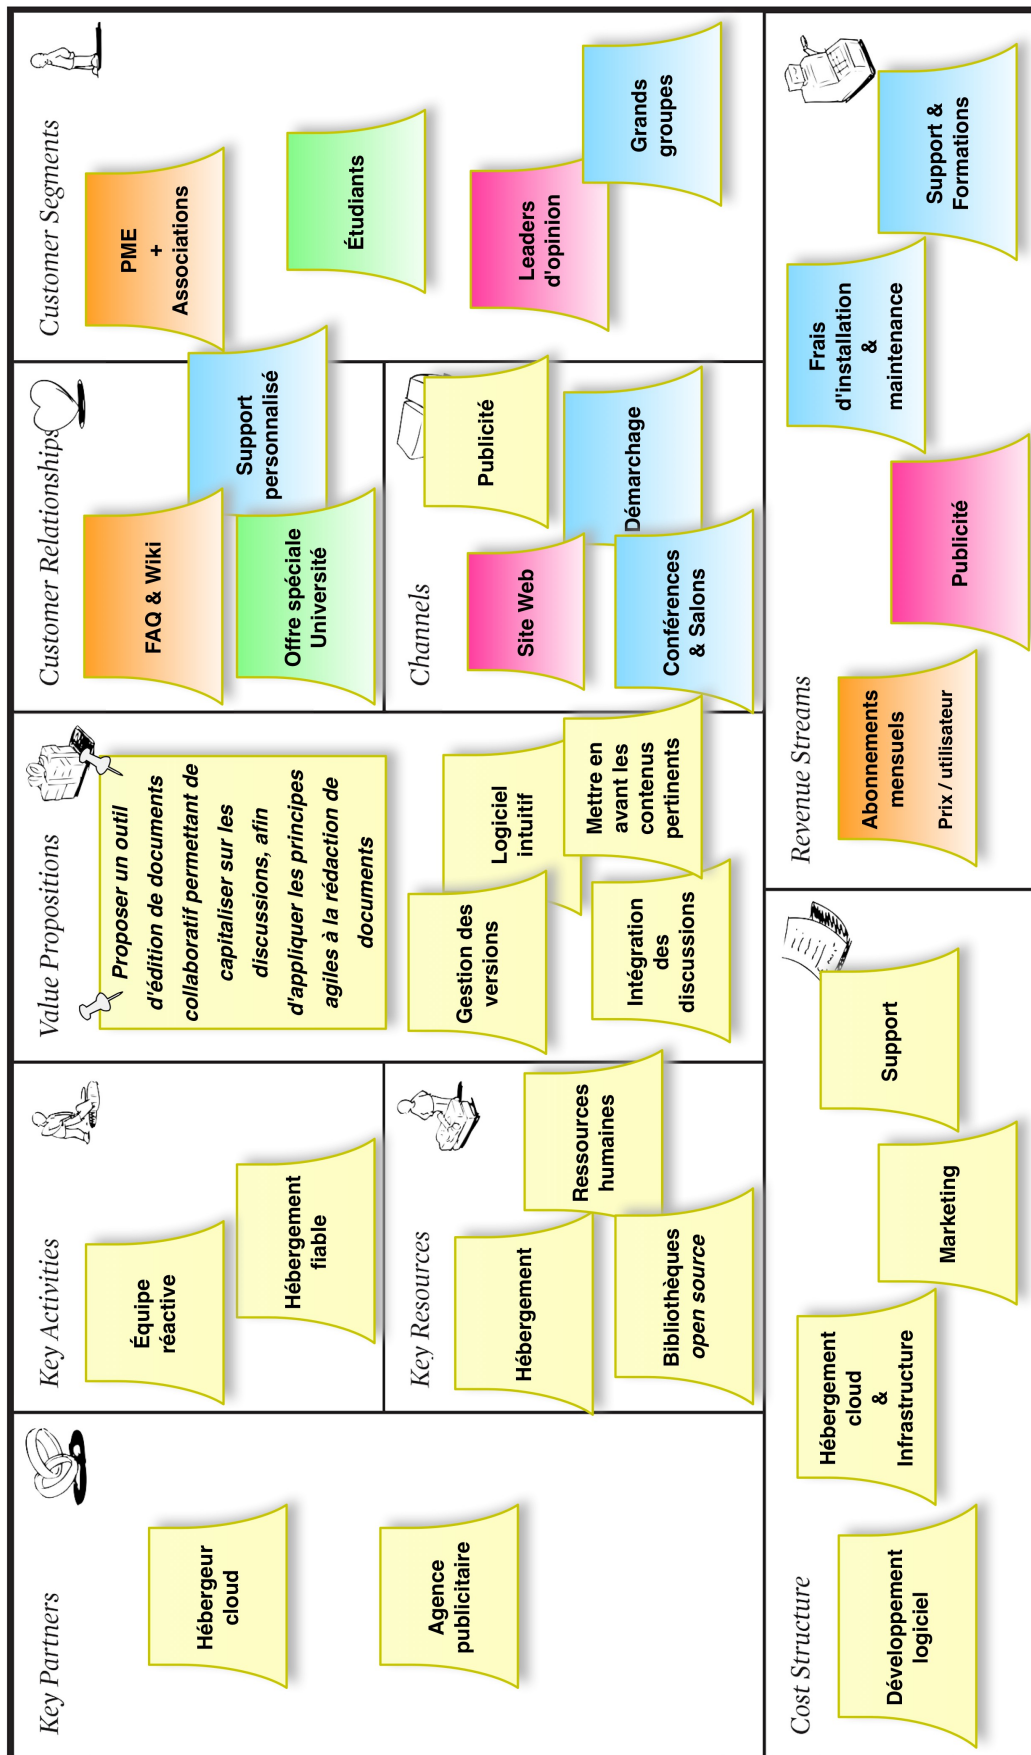 Key Partners
Hébergeur
cloud
Agence
publicitaire
Key Activities
Équipe
réactive
Hébergement
fiable
Key Resources
Hébergement
Ressources
humaines
Bibliothèques
open source
Value Propositions
Proposer un outil
d'édition de documents
collaboratif permettant de
capitaliser sur les
discussions, afin
d'appliquer les principes
agiles à la rédaction de
documents
Gestion des
versions
Logiciel
intuitif
Intégration
des
discussions
Mettre en
avant les
contenus
pertinents
Customer Relationships
FAQ & Wiki
Support
personnalisé
Offre spéciale
Université
Channels
Publicité
Site Web
Démarchage
Conférences
& Salons
Customer Segments
PME
+
Associations
Étudiants
Leaders
d'opinion
Grands
groupes
Cost Structure
Développement
logiciel
Hébergement
cloud
&
Infrastructure
Marketing
Support
Revenue Streams
Abonnements
mensuels
Prix / utilisateur
Publicité
Frais
d'installation
&
maintenance
Support &
Formations